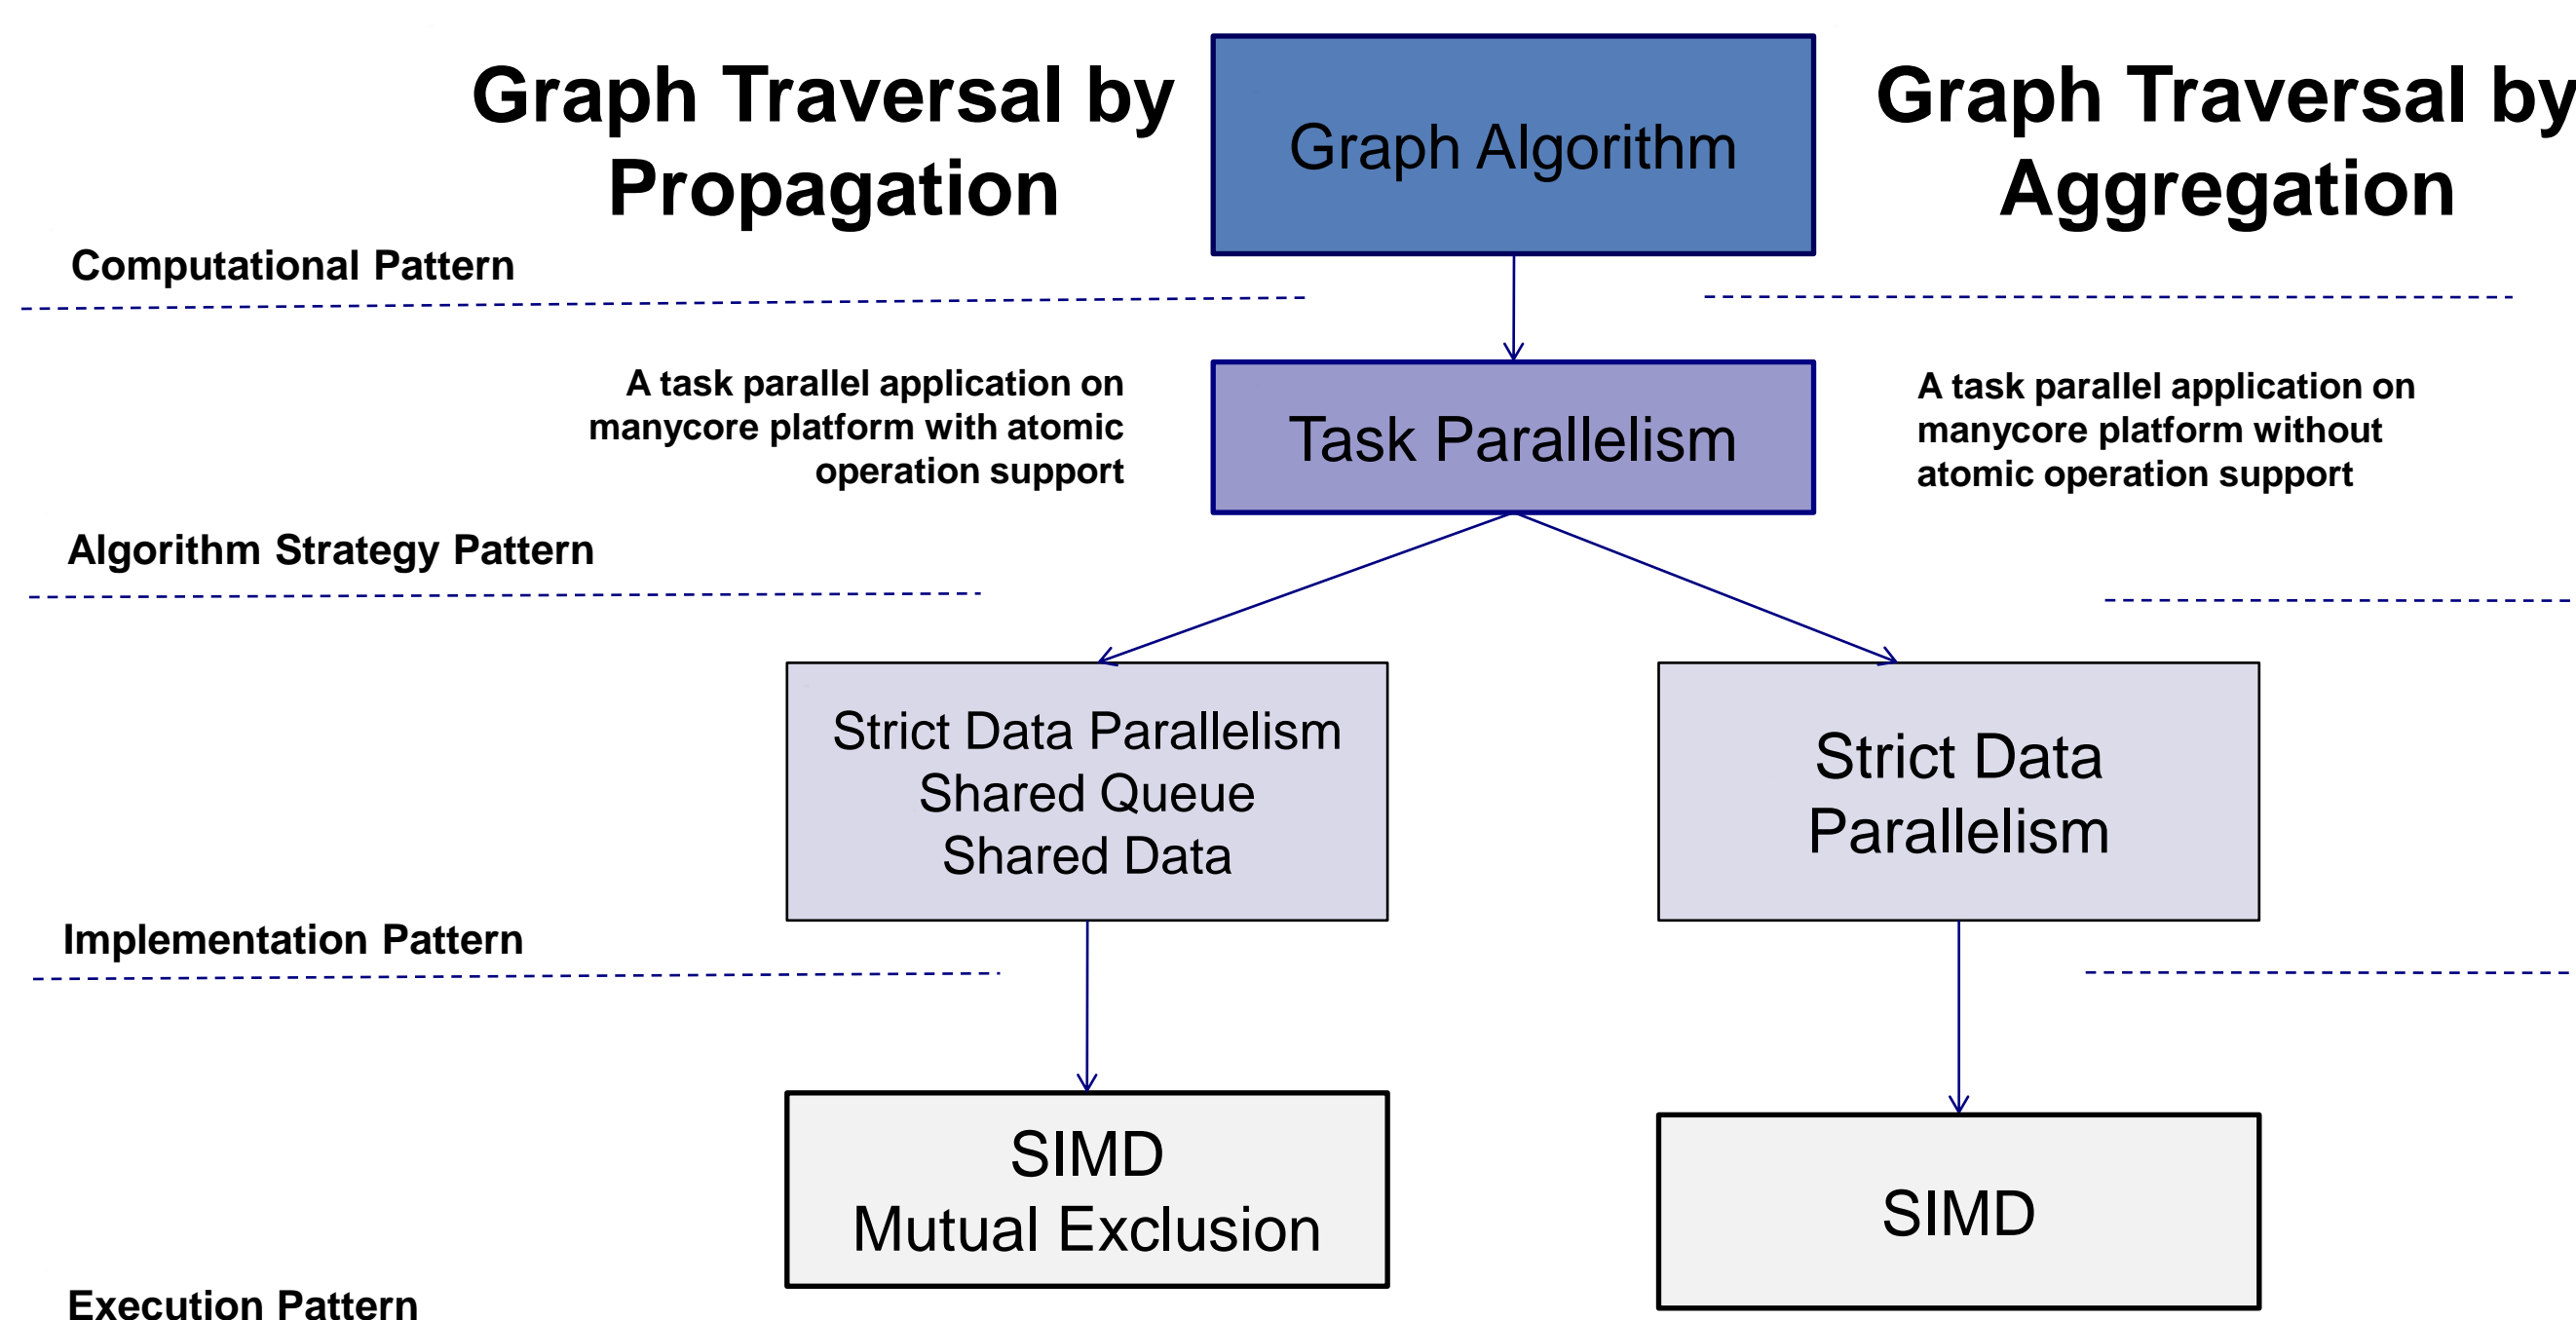 Graph Traversal by
Propagation
Graph Algorithm
Graph Traversal by
Aggregation
Computational Pattern
A task parallel application on
manycore platform with atomic
operation support
Task Parallelism
A task parallel application on
manycore platform without
atomic operation support
Algorithm Strategy Pattern
Strict Data Parallelism
Shared Queue
Shared Data
Strict Data
Parallelism
Implementation Pattern
SIMD
Mutual Exclusion
SIMD
Execution Pattern